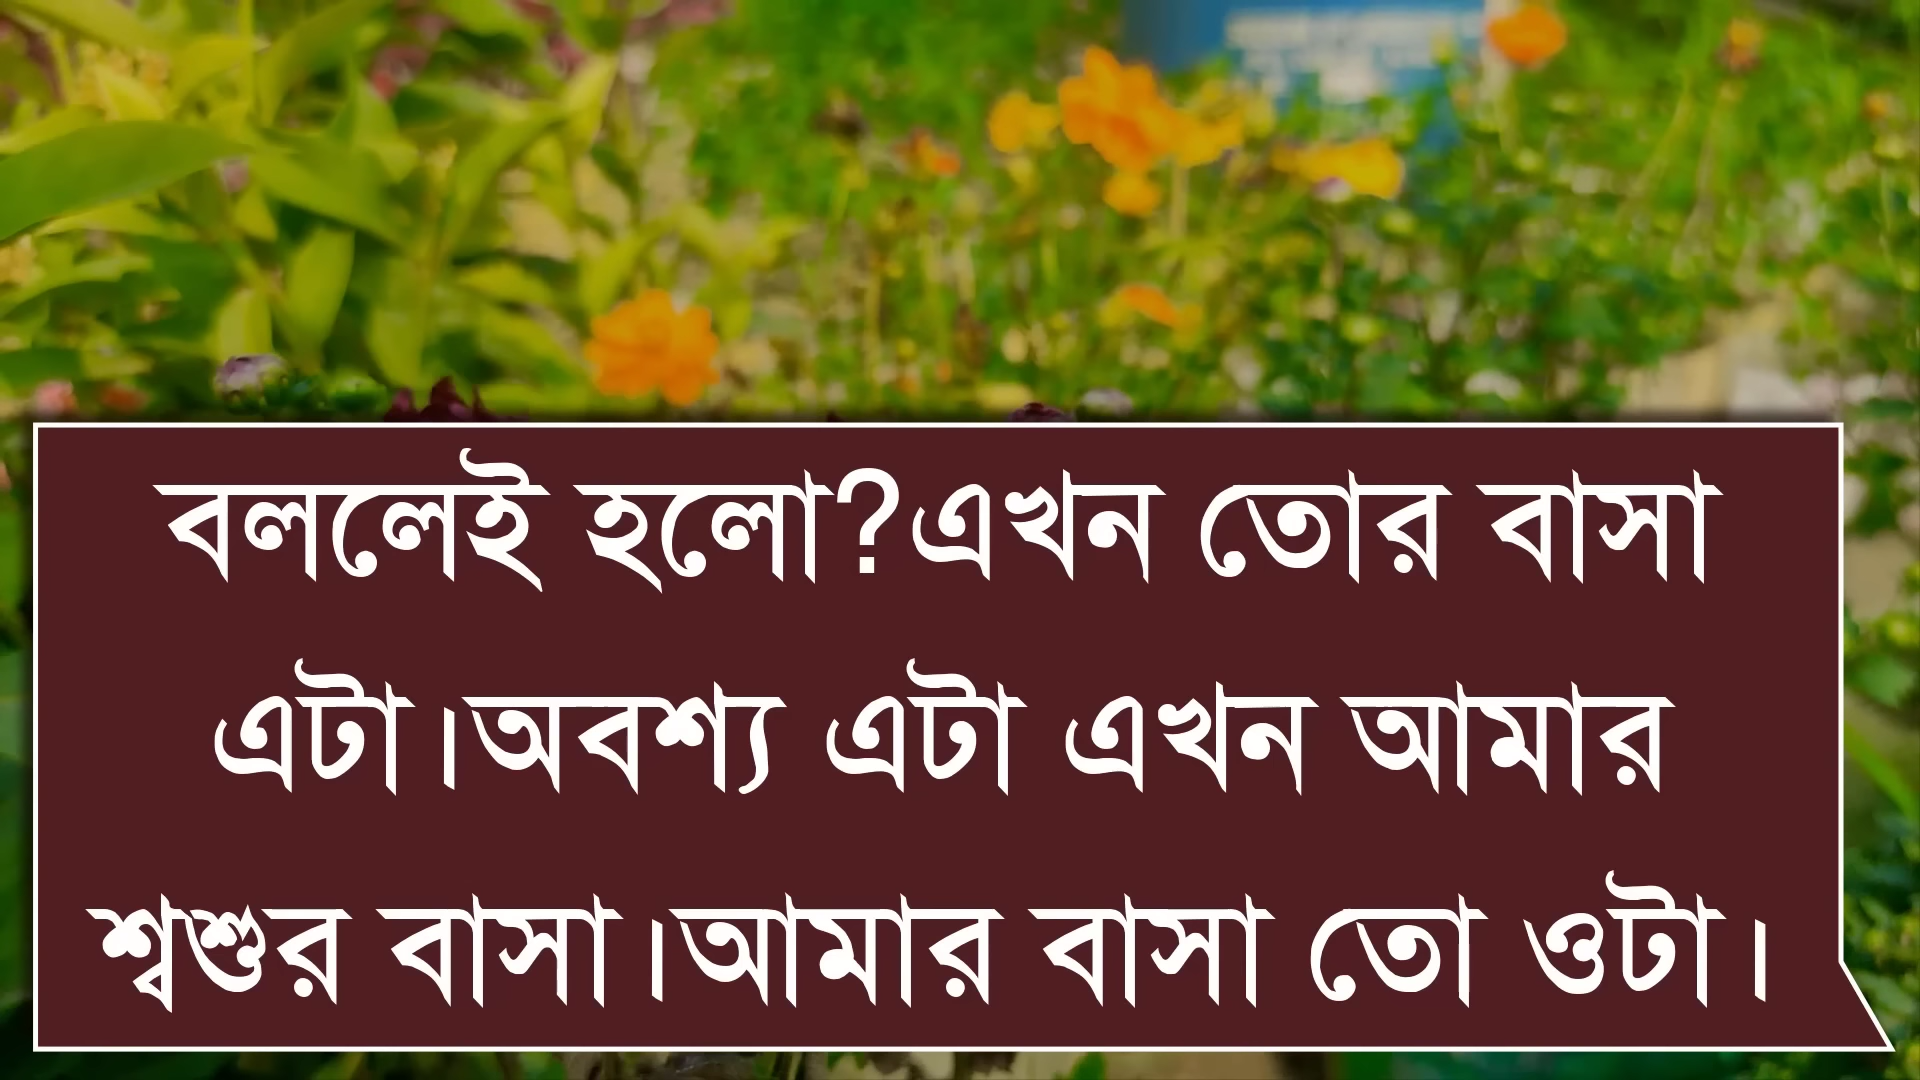 বললেই হলো?এখন তোর বাসা
এটা।অবশ্য এটা এখন আমার
শ্বশুর বাসা।আমার বাসা তো ওটা।